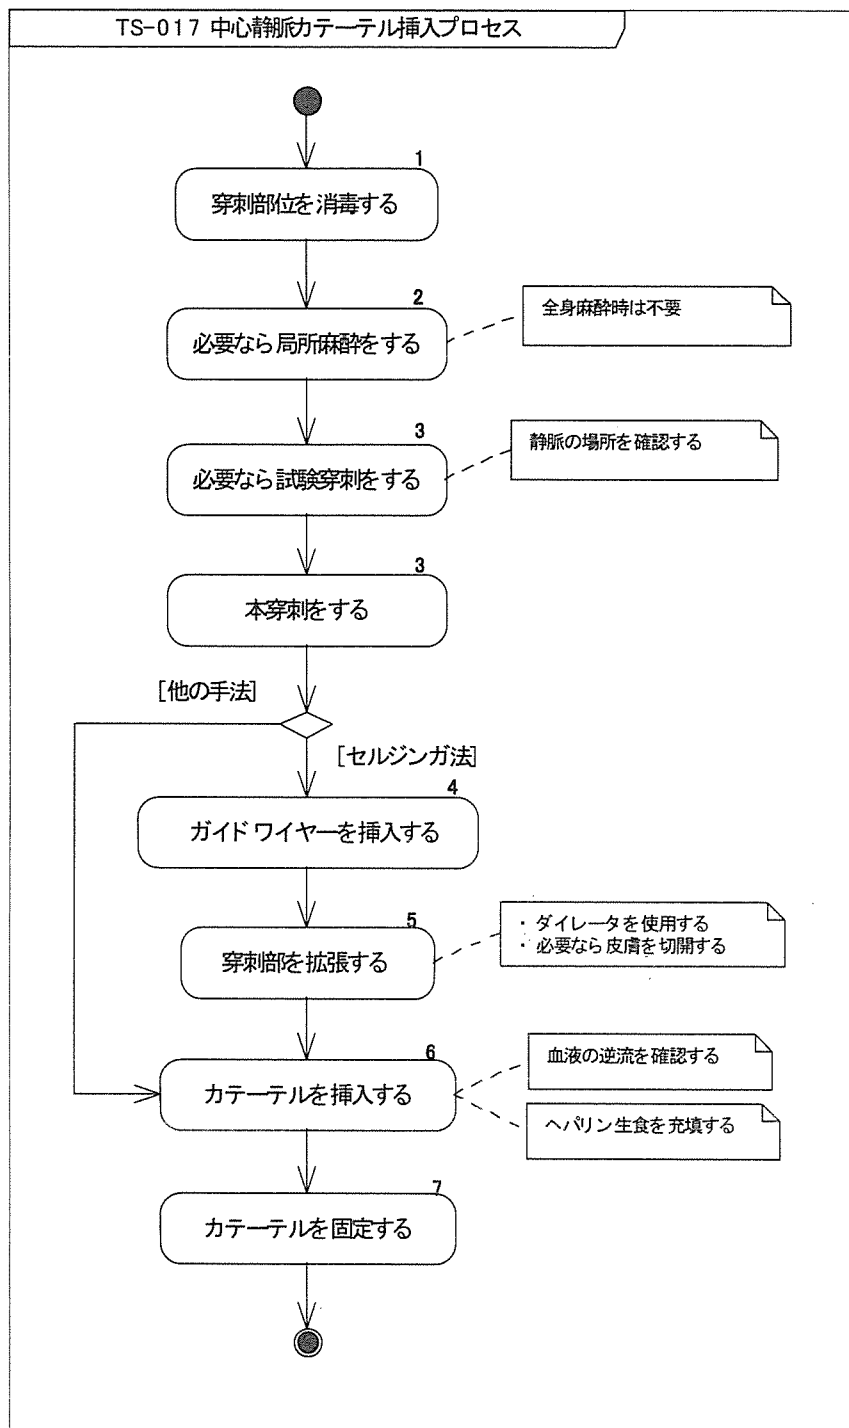 TS-017 中心静脈カテーテル挿入プロセス
1
穿刺部位を消毒する
2
必要なら局所麻酔をする
全身麻酔時は不要
3
必要なら試験穿刺をする
静脈の場所を確認する
3
本穿刺をする
[他の手法]
[セルジンガ法]
4
ガイドワイヤーを挿入する
5
穿刺部を拡張する
・ ダイレータを使用する
・ 必要なら皮膚を切開する
6
カテーテルを挿入する
血液の逆流を確認する
ヘパリン生食を充填する
7
カテーテルを固定する